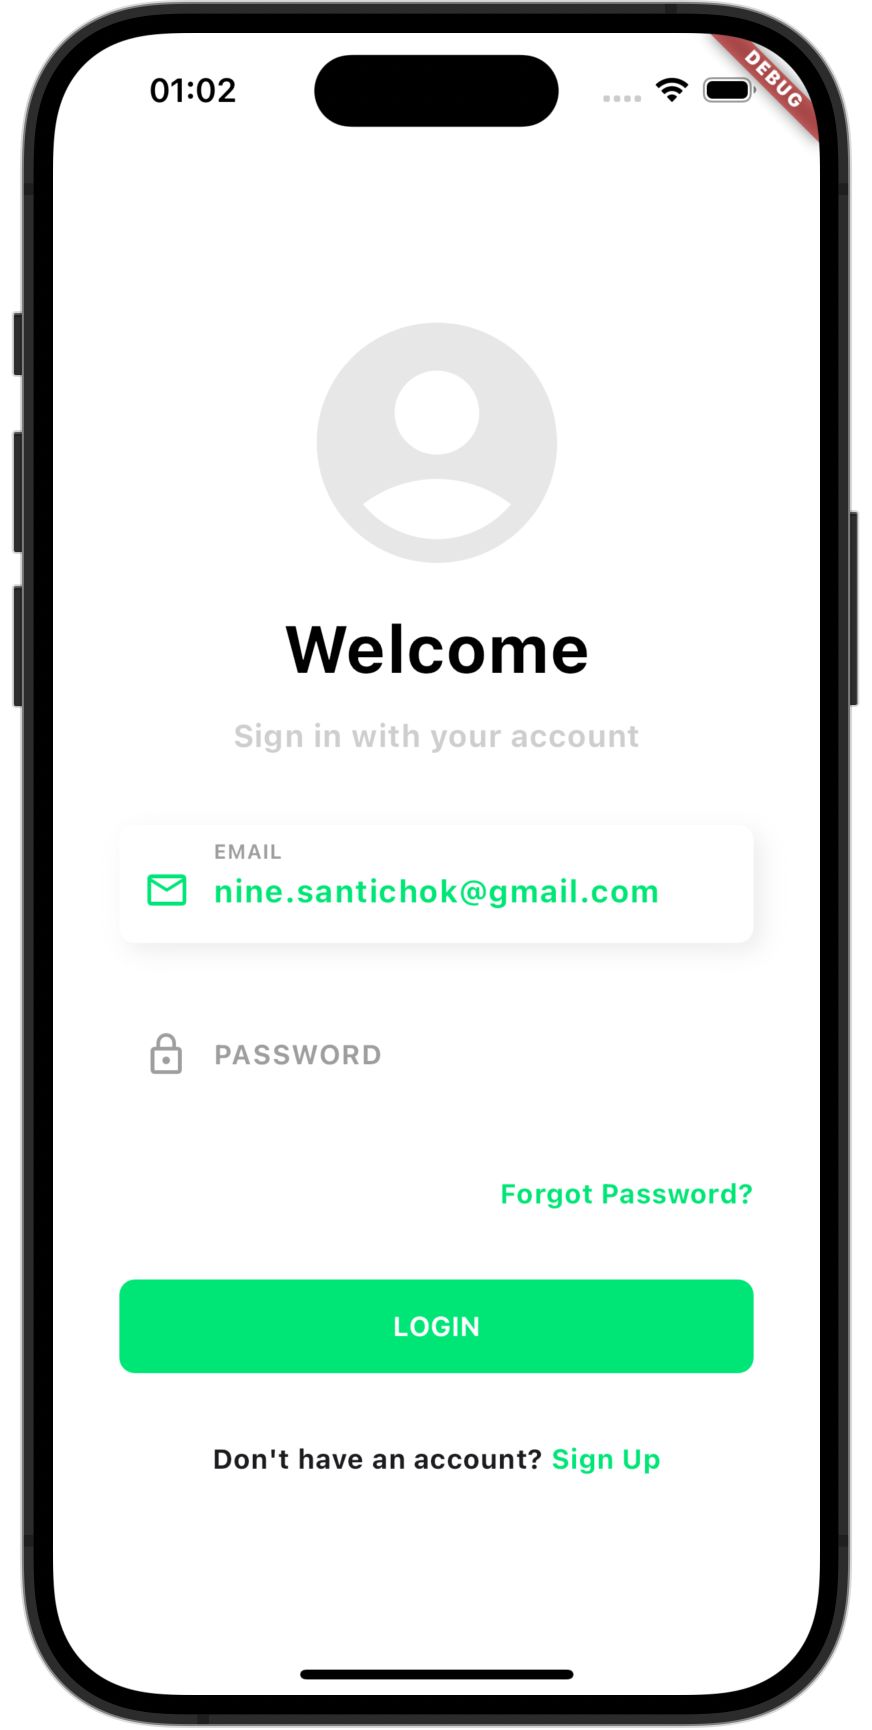 01:02
DEBUG
Welcome
Sign in with your account
EMAIL
nine.santichok@gmail.com
PASSWORD
Forgot Password?
LOGIN
Don't have an account? Sign Up